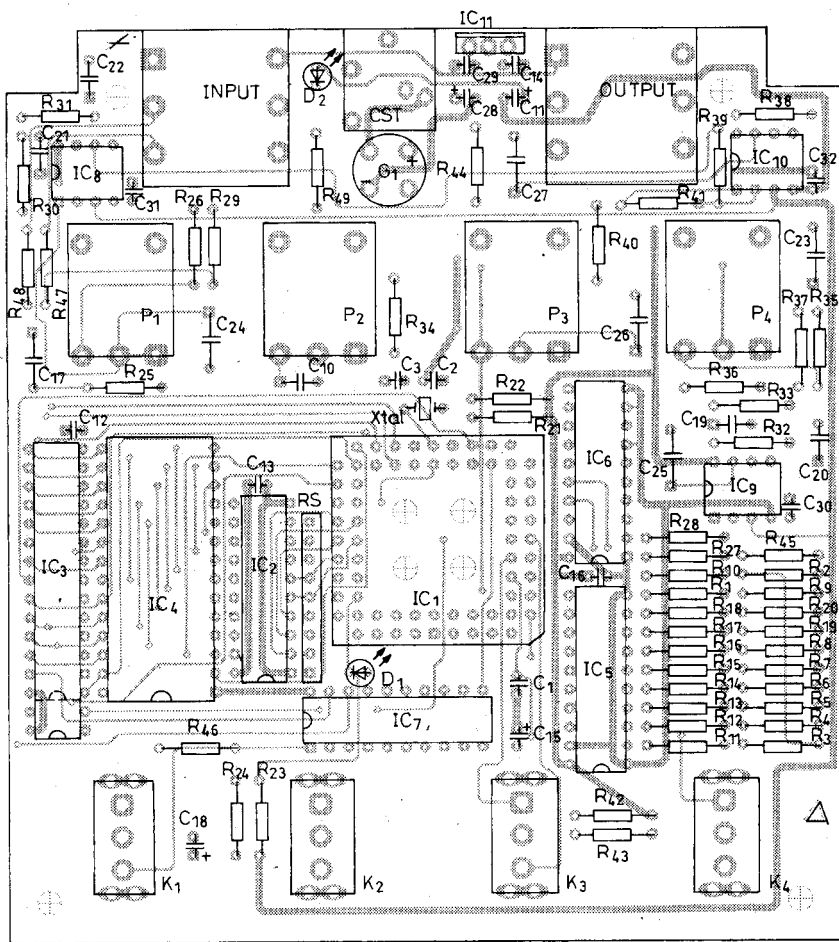 IC11
C22
INPUT
D2
CST
C29
C14
C28
C11
OUTPUT
R31
R38
R39
C21
IC8
C31
R26
R29
R49
G1
+
-
R44
C27
IC10
C32
R30
R41
R40
C23
R48
R47
P1
C24
P2
R34
P3
C26
P4
R37
R35
C17
R25
C10
C3
C2
R22
R36
Xtal
R21
R33
C12
C19
R32
C13
RS
IC6
C25
IC9
C20
C30
R28
R27
R45
IC3
IC4
IC2
IC1
C16
R10
R2
R1
R9
R18
R20
R17
R19
R16
R8
R15
R7
D1
C1
IC5
R14
R6
R13
R5
IC7
C15
R12
R4
R46
R11
R3
R24
R23
C18
+
R42
R43
K1
K2
K3
K4